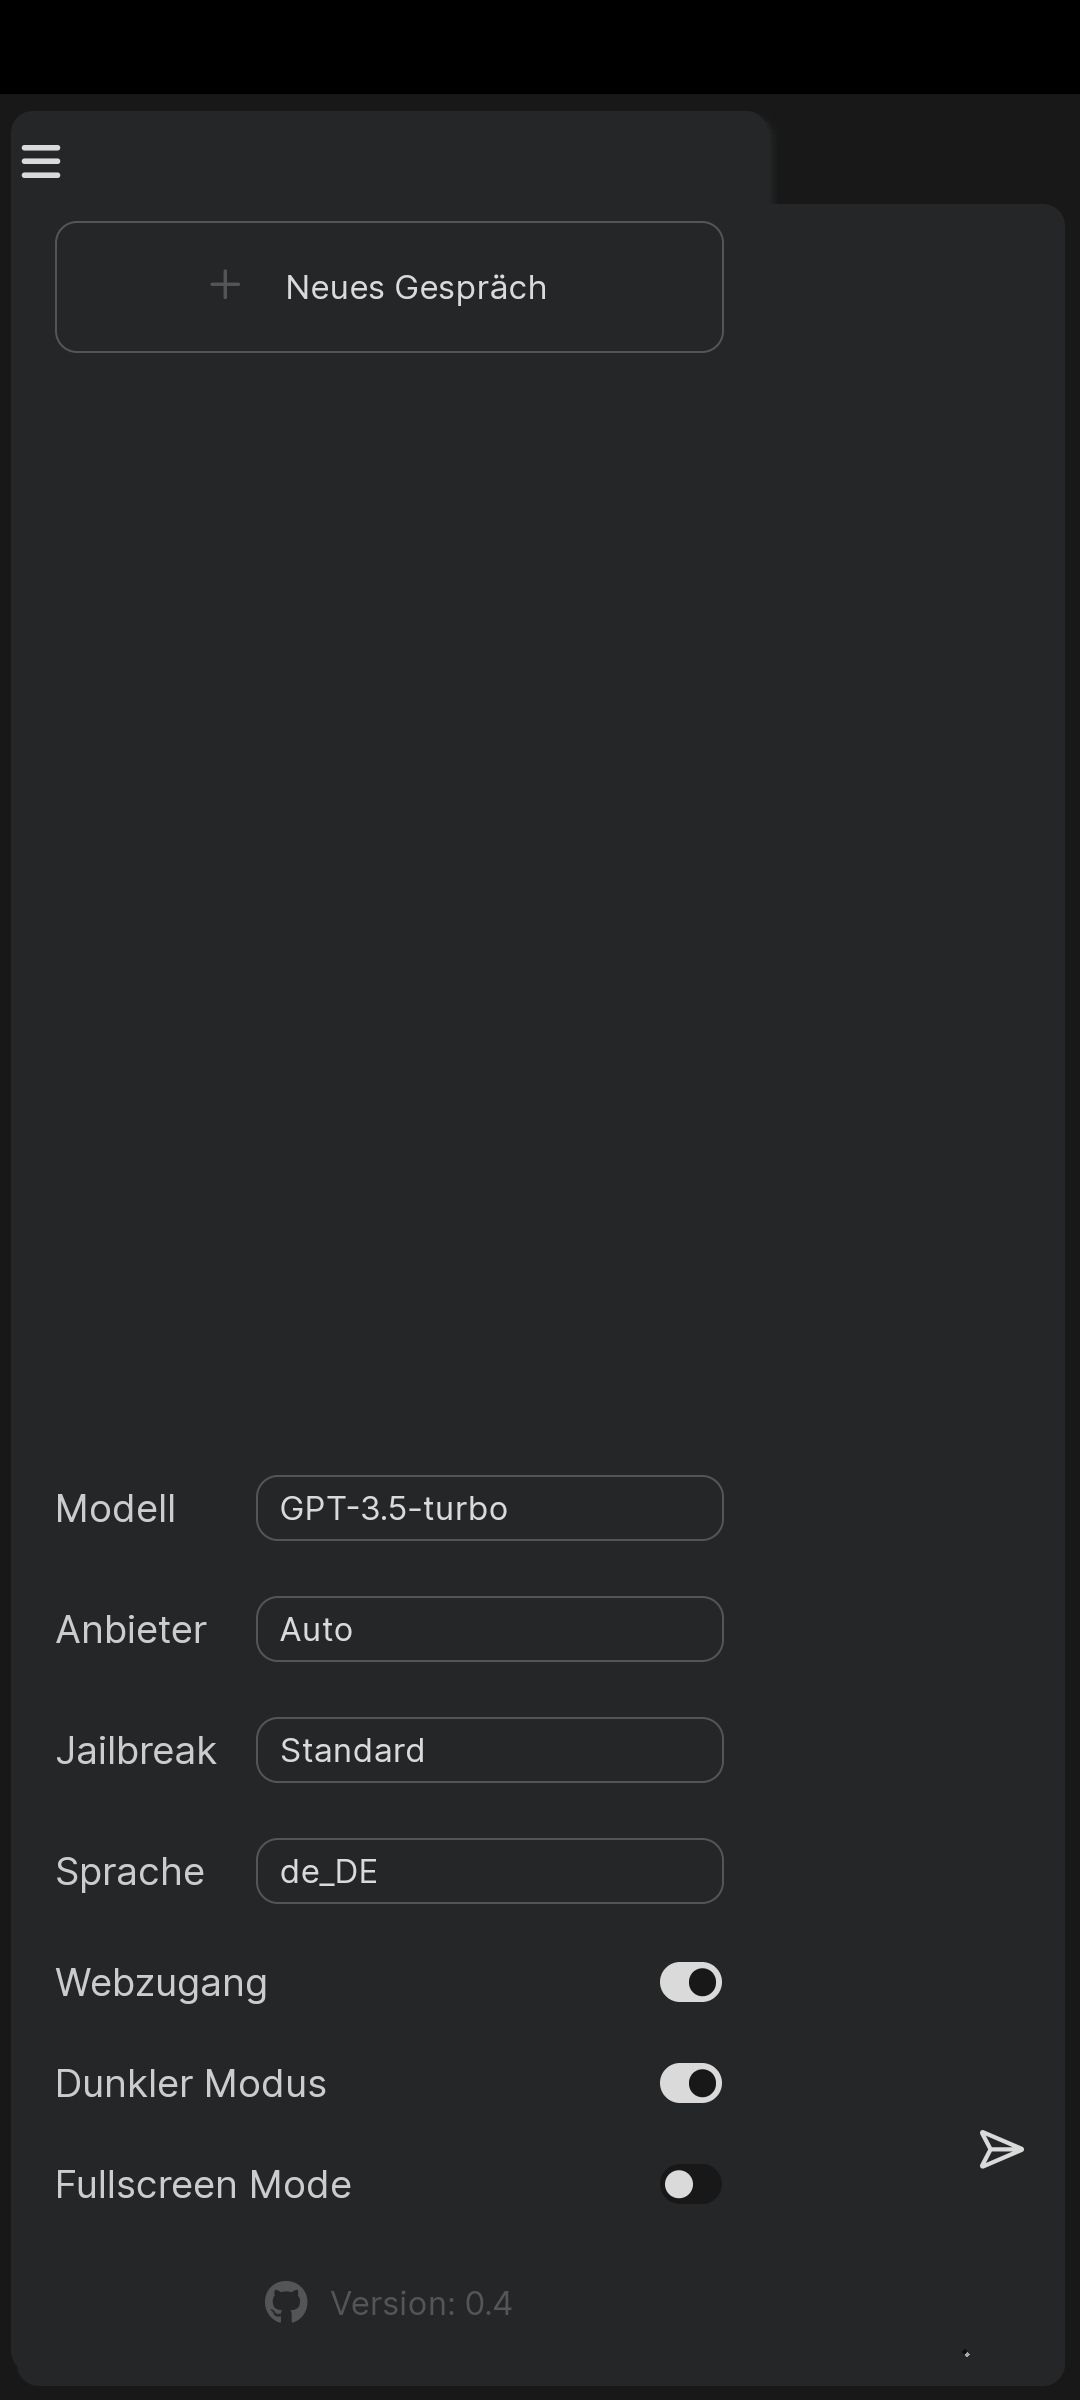 Neues Gespräch
Modell GPT-3.5-turbo
Anbieter Auto
Jailbreak Standard
Sprache de_DE
Webzugang
Dunkler Modus
Fullscreen Mode
Version: 0.4